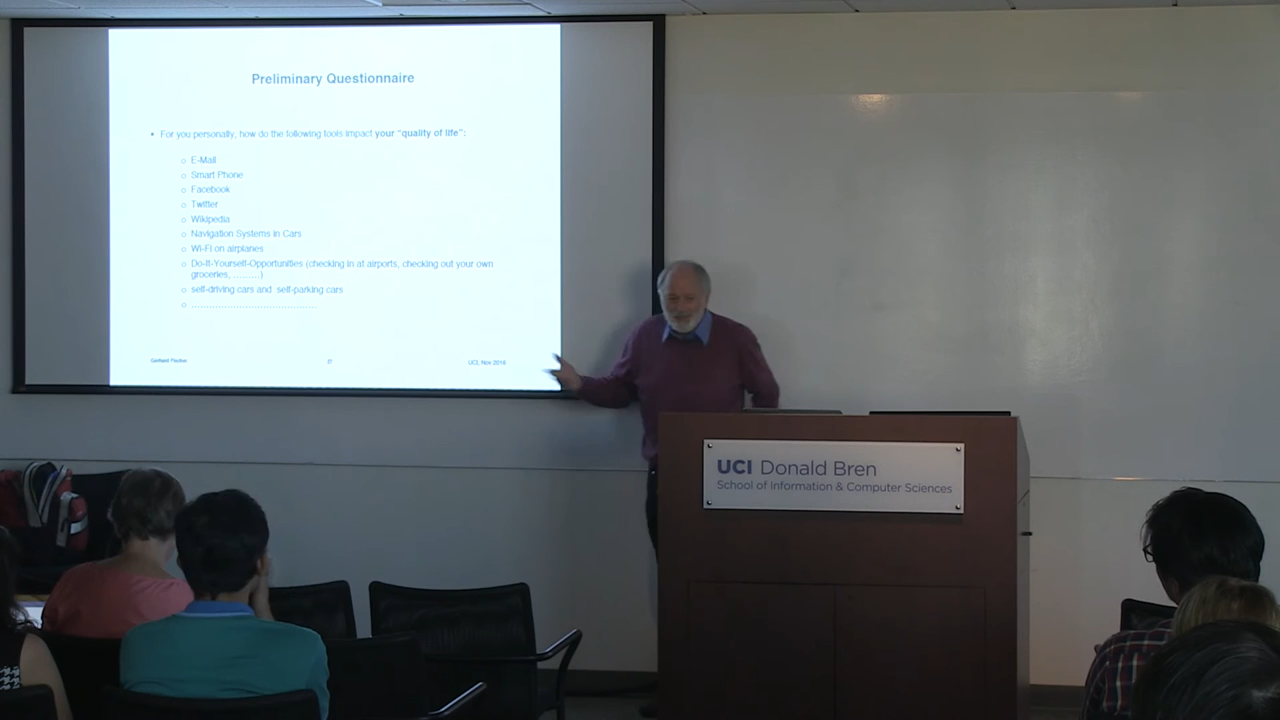 Preliminary Questionnaire
• For you personally, how do the following tools impact your "quality of life":
o E-Mail
o Smart Phone
o Facebook
o Twitter
o Wikipedia
o Navigation Systems in Cars
o Wi-Fi on airplanes
o Do-It-Yourself-Opportunities (checking in at airports, checking out your own
groceries, .........)
o self-driving cars and self-parking cars
o ..........................................
Gerhard
UCI, Nov
UCI Donald Bren
School of Information & Computer Sciences